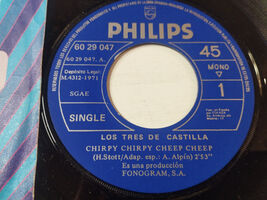 PHILIPS
60 29 047
45
60 29 047. A.
MONO
Depósito Legal:
M.4312-1971
SGAE
1
SINGLE
LOS TRES DE CASTILLA
CHIRPY CHIRPY CHEEP CHEEP
(H.Stott/Adap. esp.: A. Alpin) 2'53"
Es una producción
FONOGRAM, S.A.